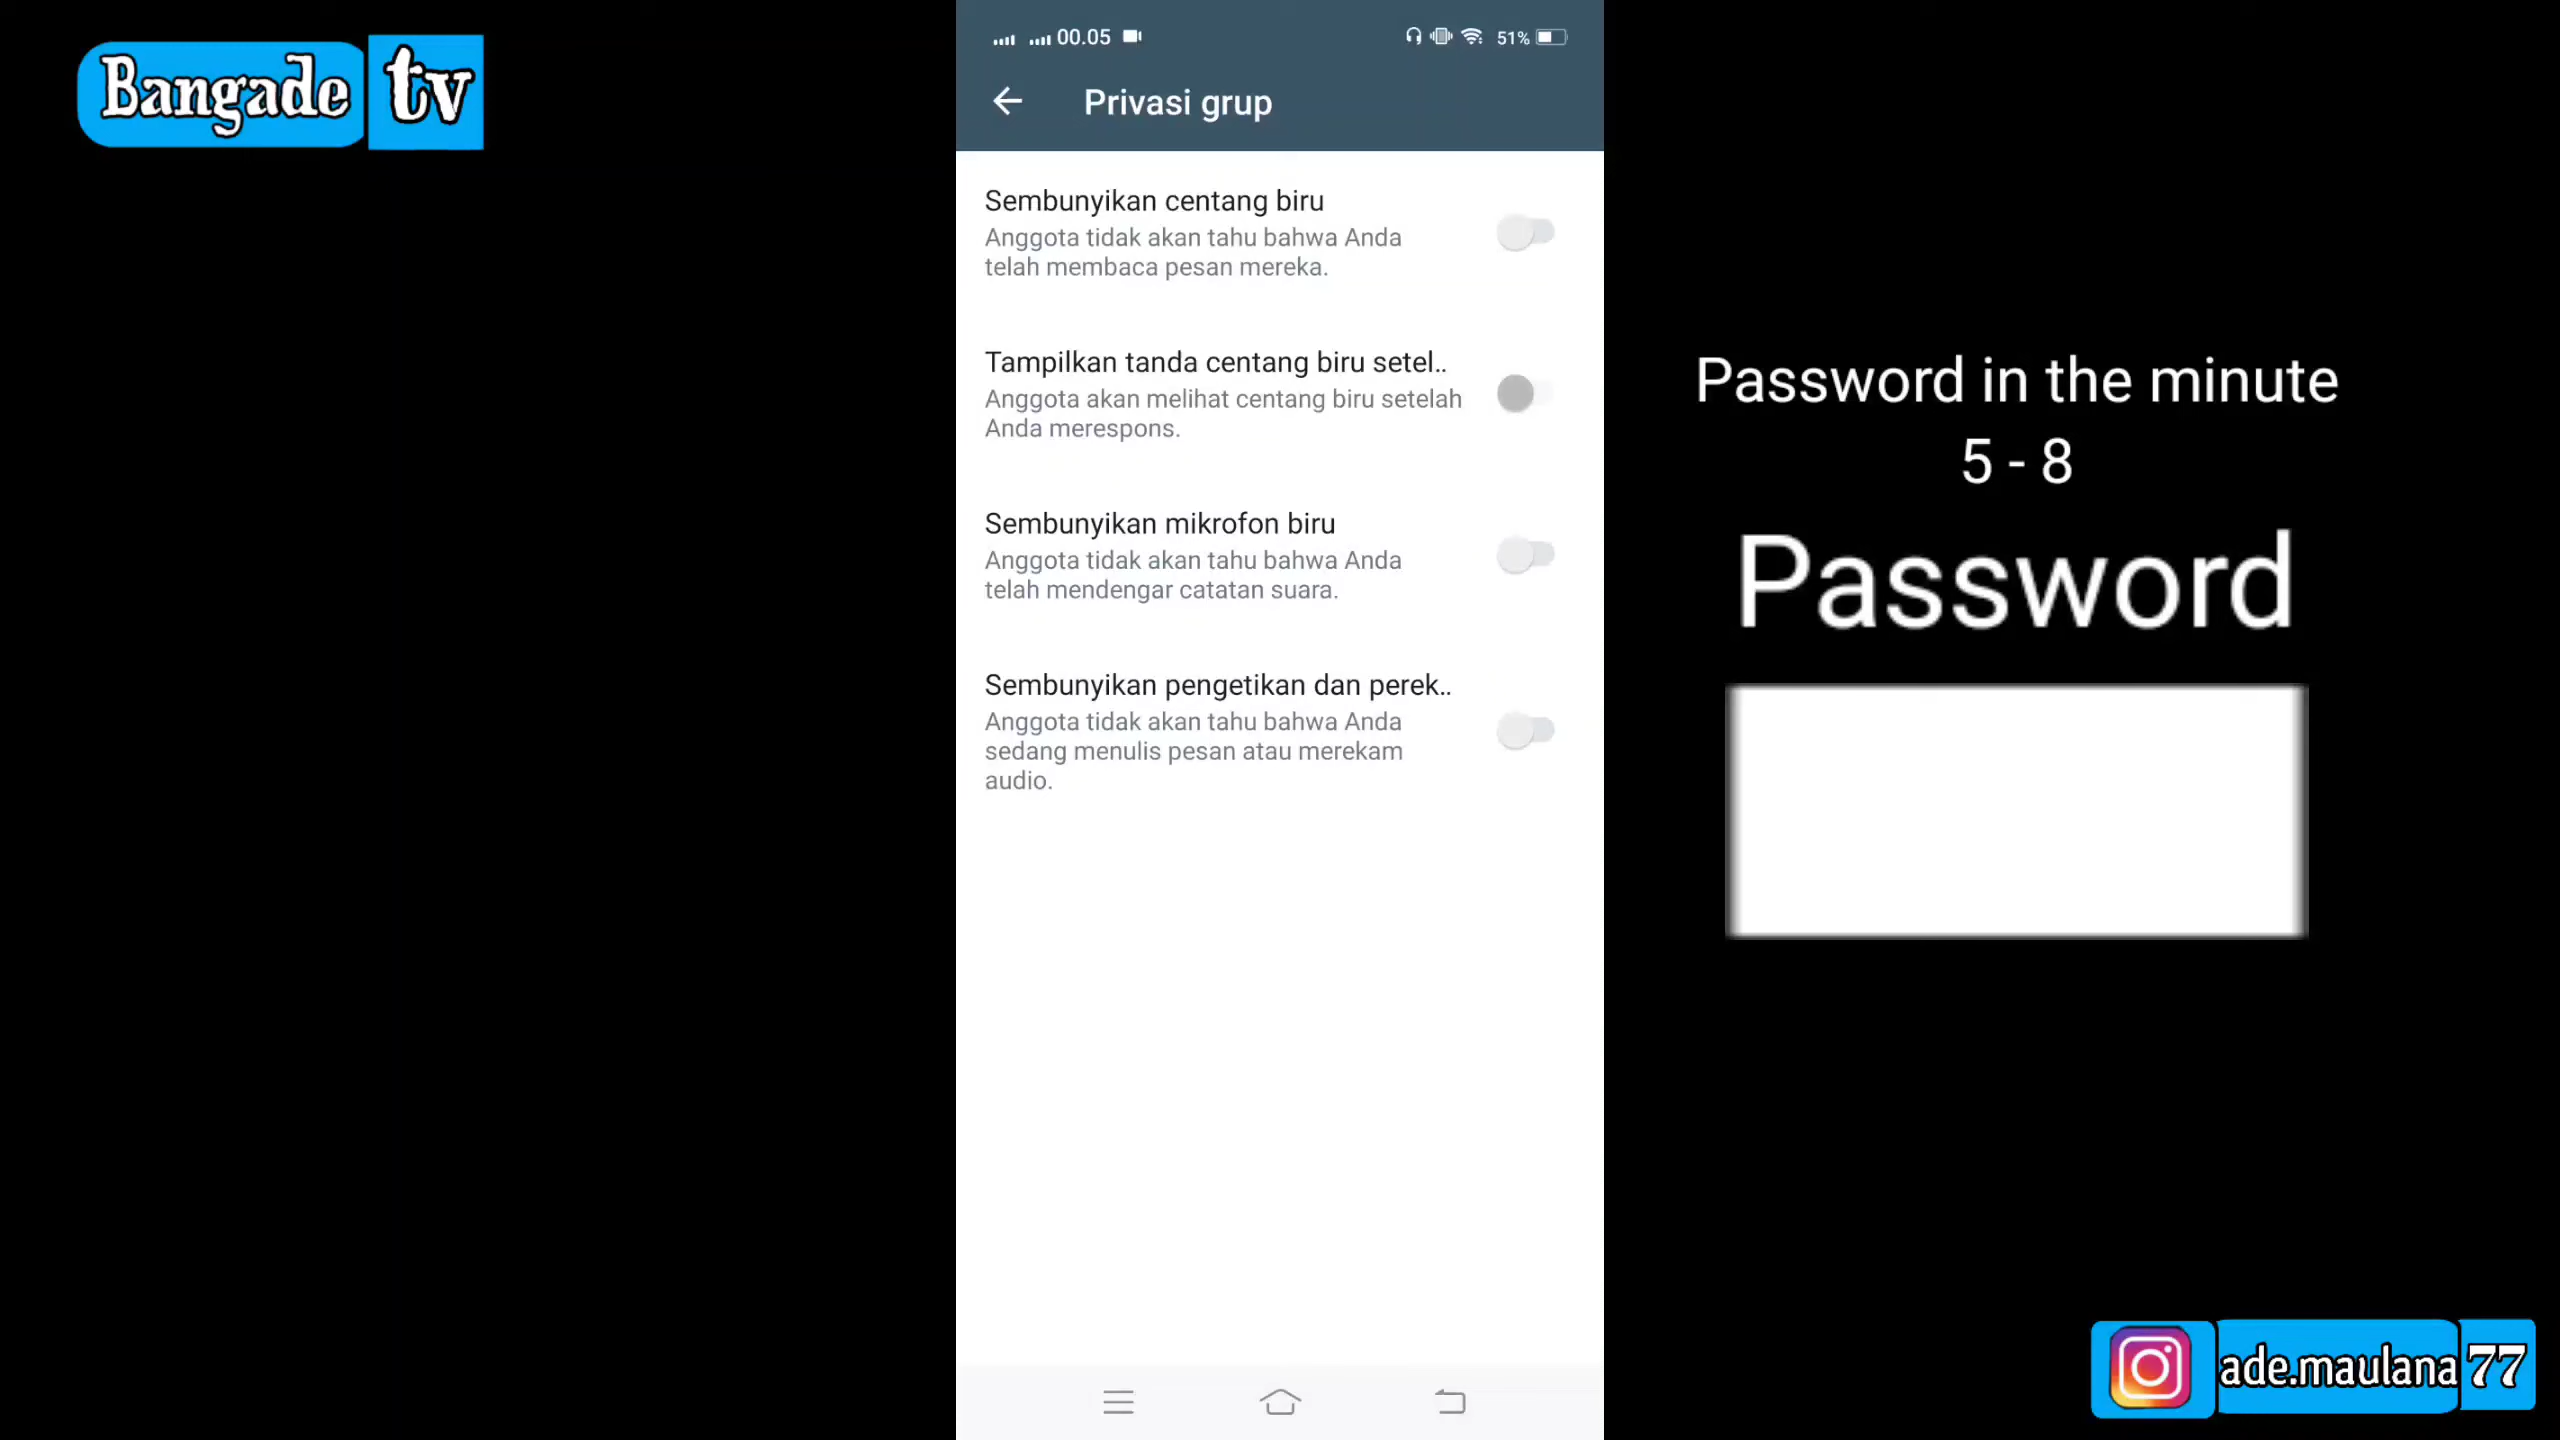 Bangade tv
00.05
51%
Privasi grup
Sembunyikan centang biru
Anggota tidak akan tahu bahwa Anda
telah membaca pesan mereka.
Tampilkan tanda centang biru setel..
Anggota akan melihat centang biru setelah
Anda merespons.
Sembunyikan mikrofon biru
Anggota tidak akan tahu bahwa Anda
telah mendengar catatan suara.
Sembunyikan pengetikan dan perek..
Anggota tidak akan tahu bahwa Anda
sedang menulis pesan atau merekam
audio.
Password in the minute
5 - 8
Password
ade.maulana 77